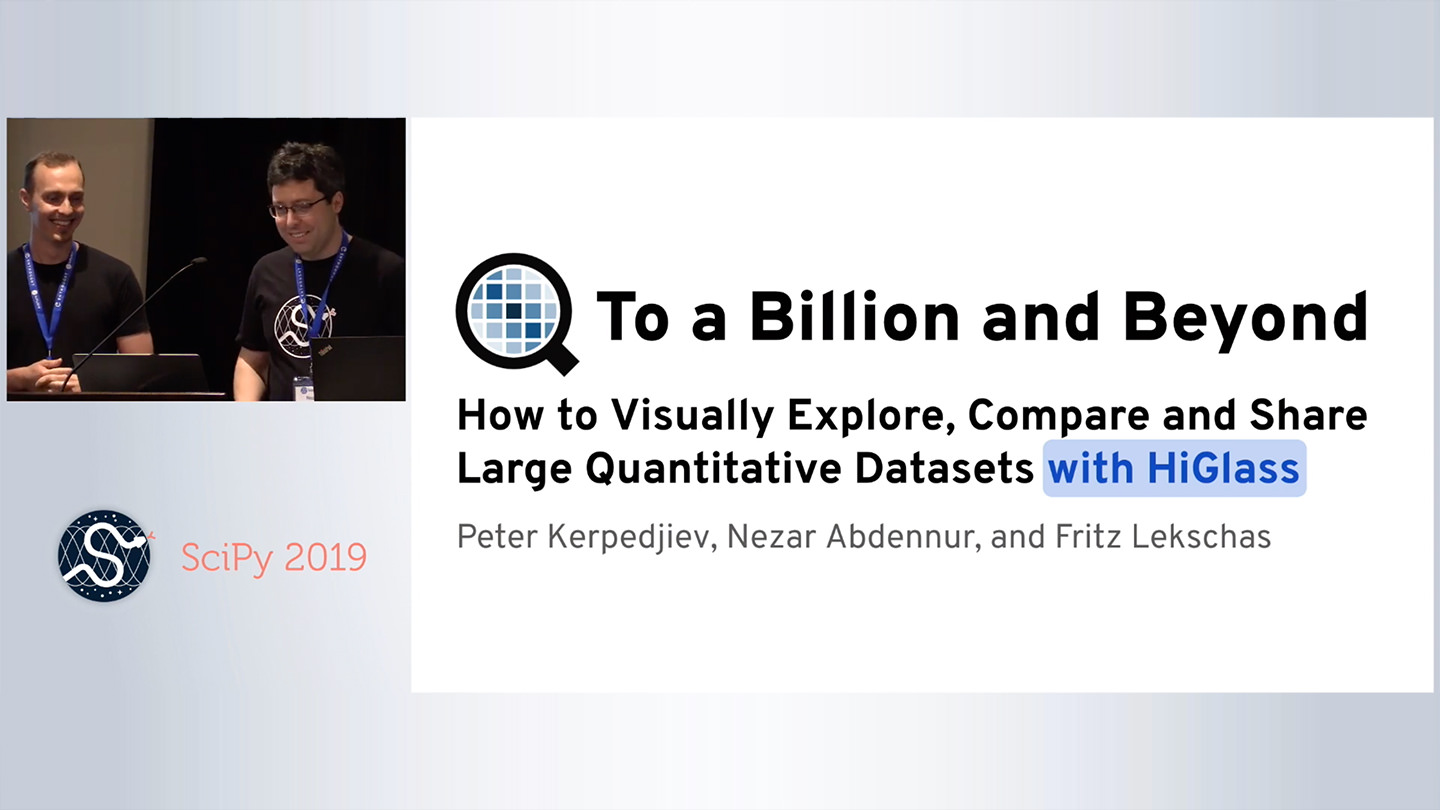 To a Billion and Beyond
How to Visually Explore, Compare and Share
Large Quantitative Datasets with HiGlass
Peter Kerpedjiev, Nezar Abdennur, and Fritz Lekschas
SciPy 2019